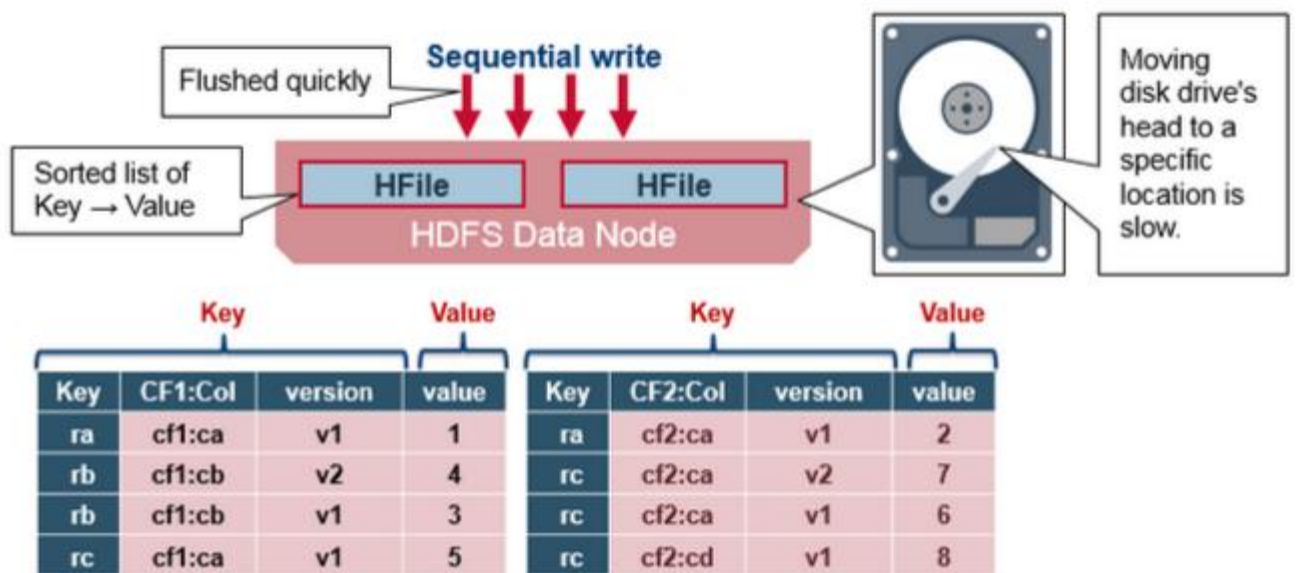 Sequential write
Flushed quickly
Moving
disk drive's
head to a
specific
location is
slow.
Sorted list of
Key → Value
HFile HFile
HDFS Data Node
Key Value Key Value
Key CF1:Col version value Key CF2:Col version value
ra cf1:ca v1 1 ra cf2:ca v1 2
rb cf1:cb v2 4 rc cf2:ca v2 7
rb cf1:cb v1 3 rc cf2:ca v1 6
rc cf1:ca v1 5 rc cf2:cd v1 8